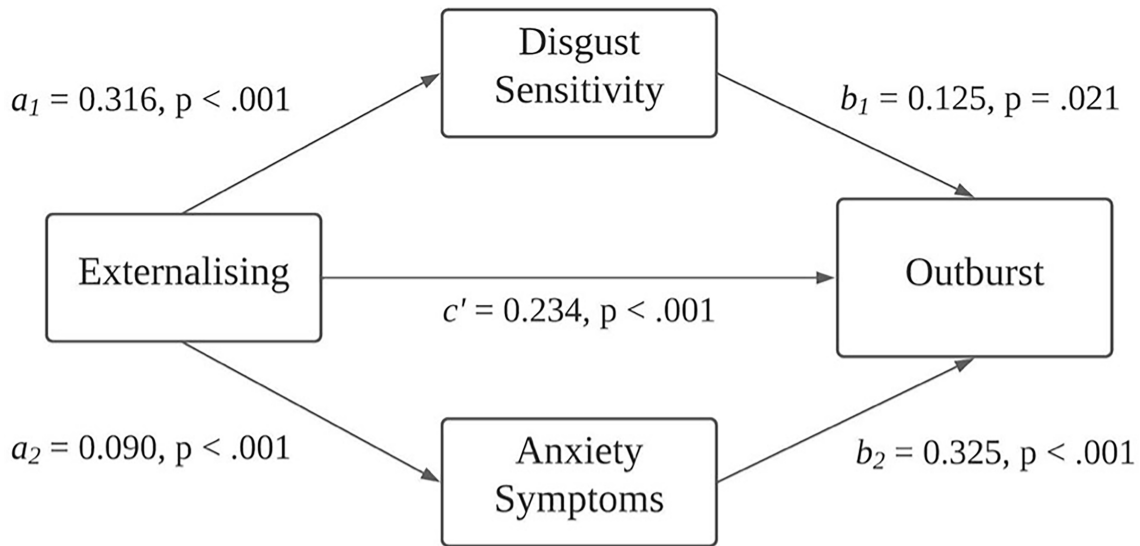 Disgust
Sensitivity
a1 = 0.316, p < .001
b1 = 0.125, p = .021
Externalising
Outburst
c' = 0.234, p < .001
a2 = 0.090, p < .001
Anxiety
Symptoms
b2 = 0.325, p < .001